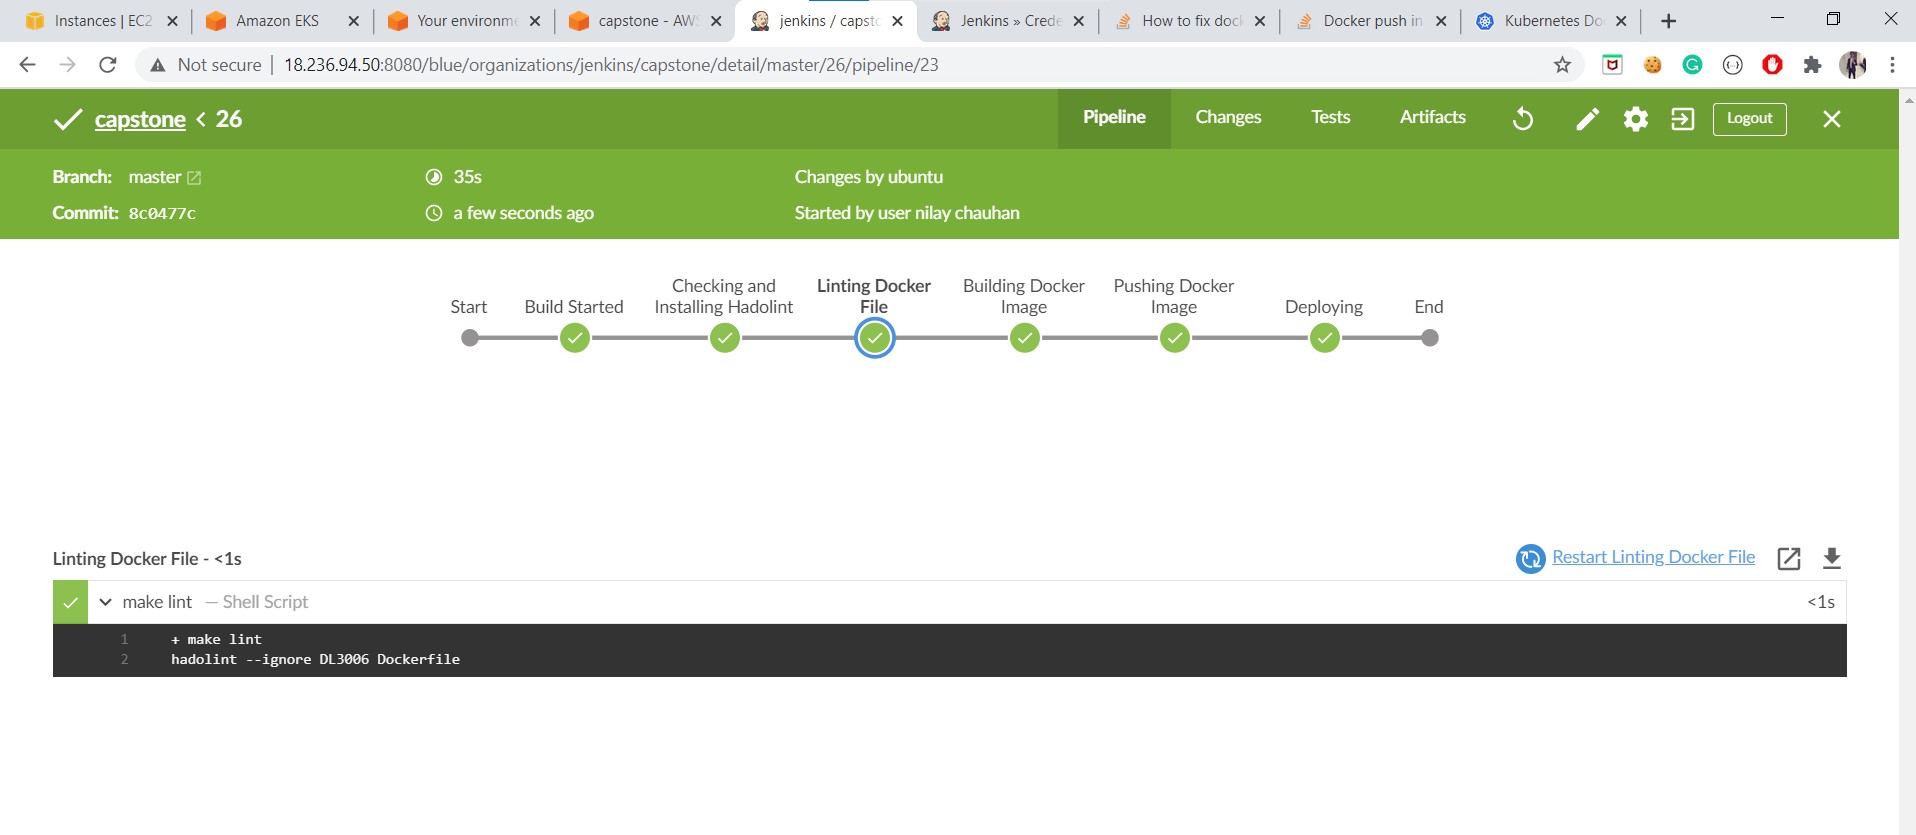 Instances | EC2
Amazon EKS
Your environme
capstone - AWS
jenkins / capsto
Jenkins » Crede
How to fix dock
Docker push in
Kubernetes Do
Not secure
18.236.94.50:8080/blue/organizations/jenkins/capstone/detail/master/26/pipeline/23
capstone < 26
Pipeline
Changes
Tests
Artifacts
Logout
Branch: master
35s
Changes by ubuntu
Commit: 8c0477c
a few seconds ago
Started by user nilay chauhan
Start
Build Started
Checking and
Installing Hadolint
Linting Docker
File
Building Docker
Image
Pushing Docker
Image
Deploying
End
Linting Docker File - <1s
Restart Linting Docker File
make lint — Shell Script
<1s
1 + make lint
2 hadolint --ignore DL3006 Dockerfile